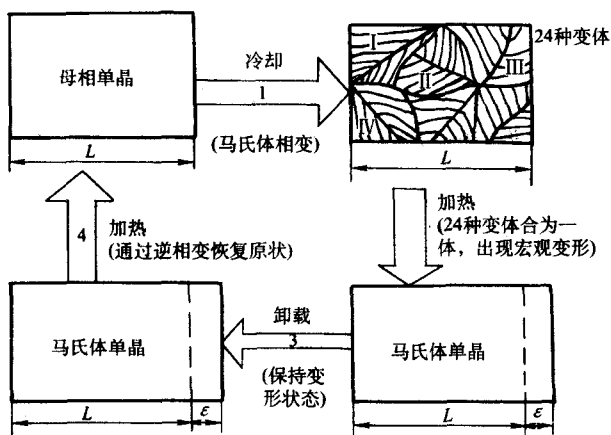 母相单晶
L
冷却
1
(马氏体相变)
I
II
III
IV
24种变体
L
加热
(24种变体合为一
体，出现宏观变形)
马氏体单晶
L
ε
卸载
3
(保持变
形状态)
马氏体单晶
L
ε
4
加热
(通过逆相变恢复原状)